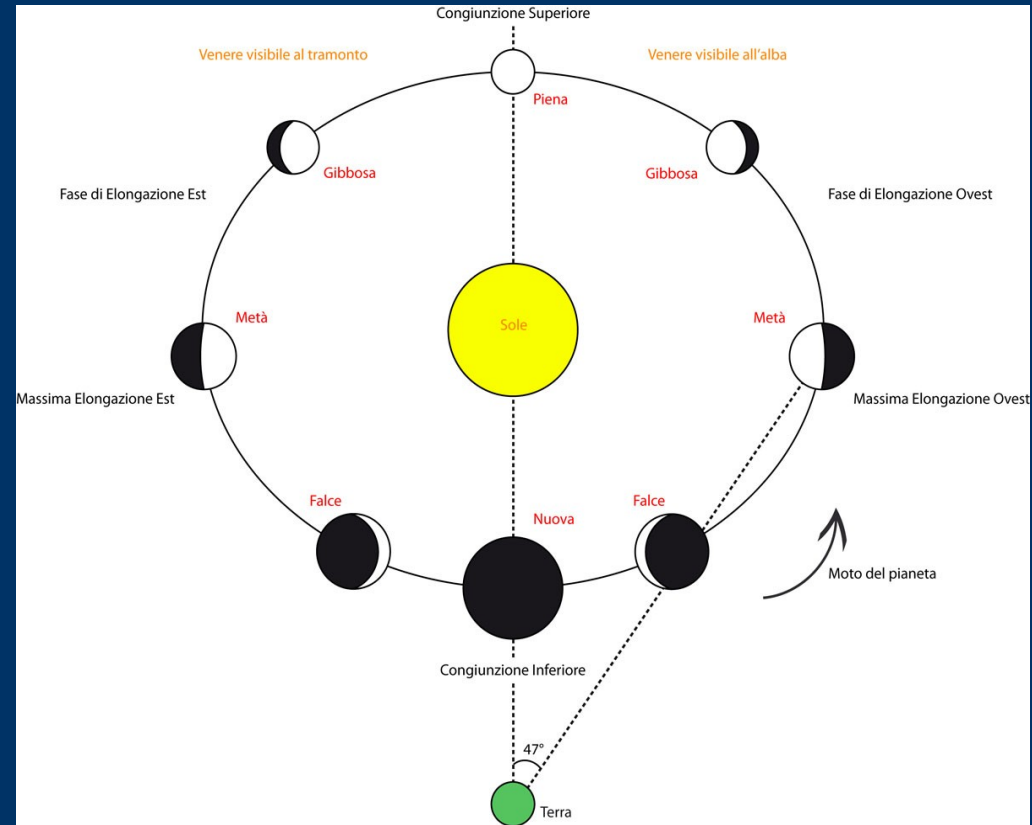 Congiunzione Superiore
Venere visibile al tramonto
Venere visibile all'alba
Piena
Gibbosa
Gibbosa
Fase di Elongazione Est
Fase di Elongazione Ovest
Metà
Sole
Metà
Massima Elongazione Est
Massima Elongazione Ovest
Falce
Nuova
Falce
Moto del pianeta
Congiunzione Inferiore
47°
Terra